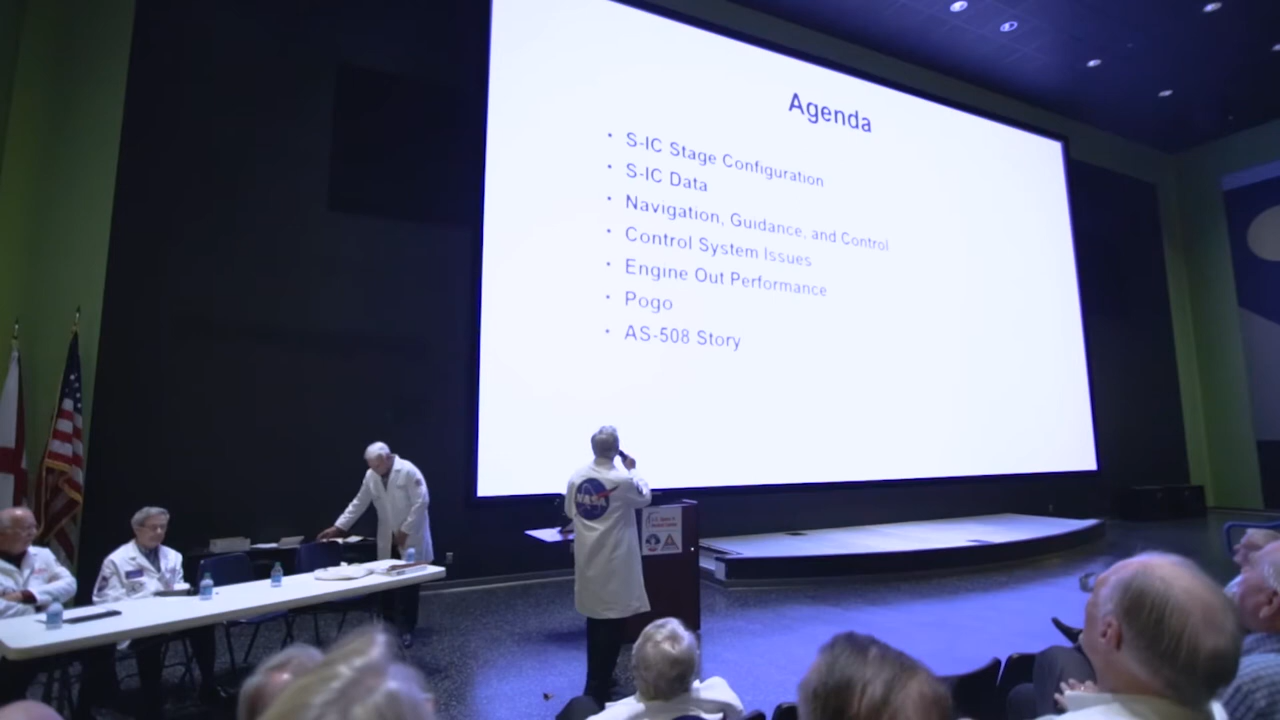 Agenda
• S-IC Stage Configuration
• S-IC Data
• Navigation, Guidance, and Control
• Control System Issues
• Engine Out Performance
• Pogo
• AS-508 Story
NASA